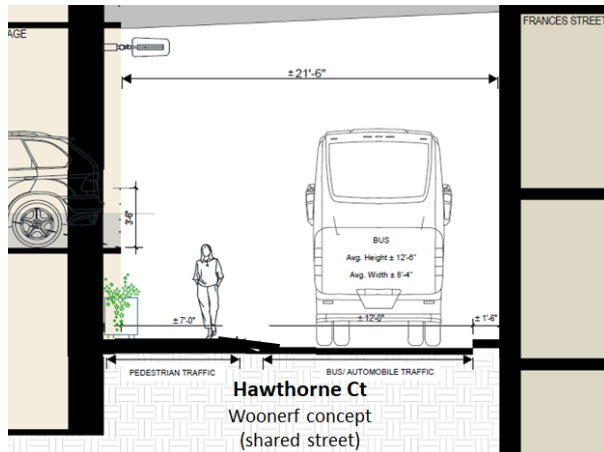 AGE
FRANCES STREET
±21'-6"
3'-6"
BUS
Avg. Height ± 12'-6"
Avg. Width ± 8'-4"
± 7'-0"
± 12'-0"
± 1'-6"
PEDESTRIAN TRAFFIC
BUS/ AUTOMOBILE TRAFFIC
Hawthorne Ct
Woonerf concept
(shared street)